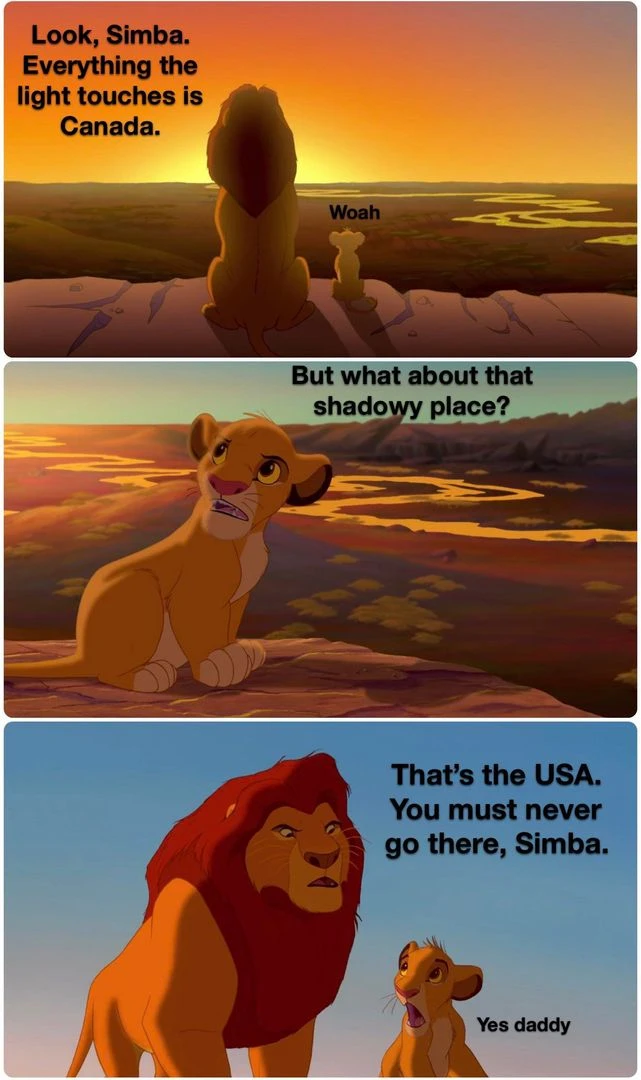 Look, Simba.
Everything the
light touches is
Canada.
Woah
But what about that
shadowy place?
That’s the USA.
You must never
go there, Simba.
Yes daddy